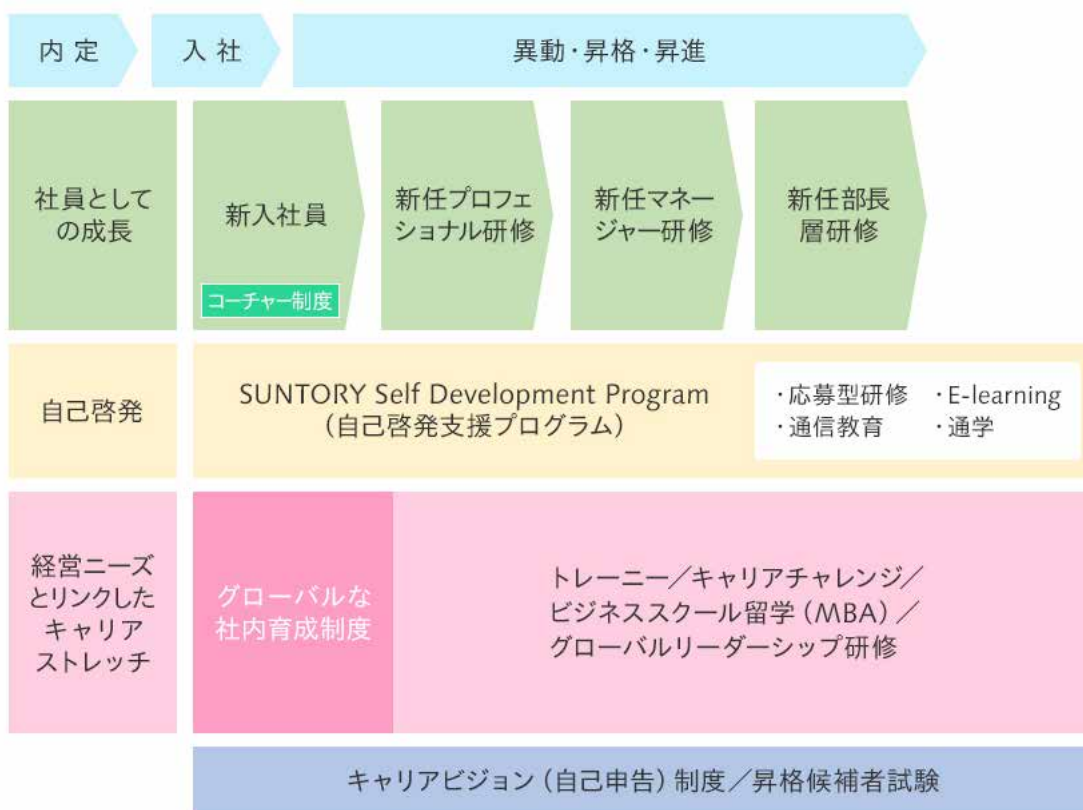 内定
入社
異動・昇格・昇進
社員として
の成長
新入社員
コーチャー制度
新任プロフェ
ショナル研修
新任マネー
ジャー研修
新任部長
層研修
自己啓発
SUNTORY Self Development Program
（自己啓発支援プログラム）
・応募型研修
・E-learning
・通信教育
・通学
経営ニーズ
とリンクした
キャリア
ストレッチ
グローバルな
社内育成制度
トレーニー／キャリアチャレンジ／
ビジネススクール留学（MBA）／
グローバルリーダーシップ研修
キャリアビジョン（自己申告）制度／昇格候補者試験